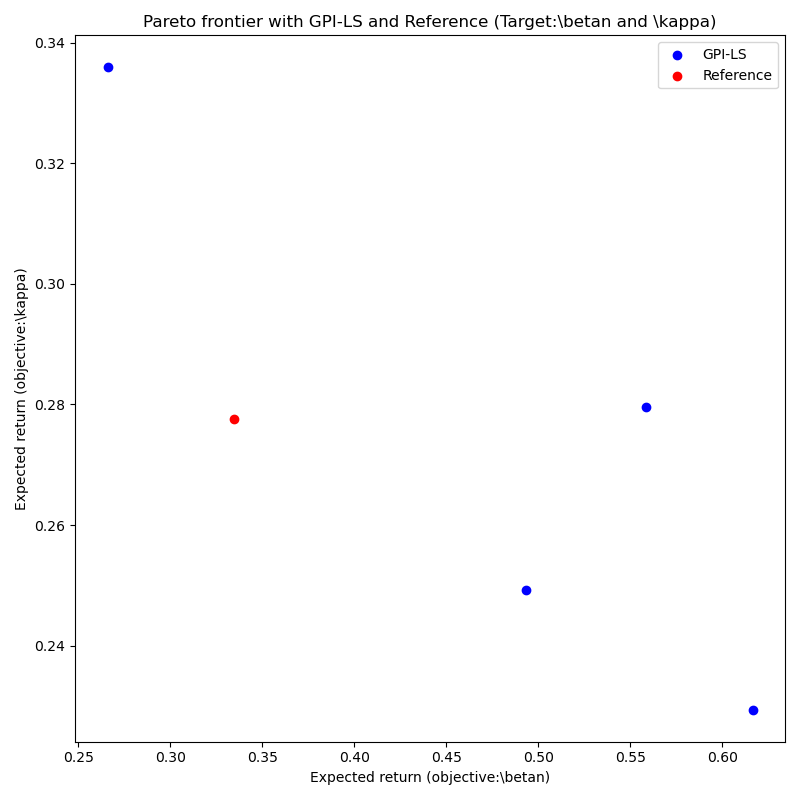 Pareto frontier with GPI-LS and Reference (Target:\betan and \kappa)
GPI-LS
Reference
0.34
0.32
0.30
0.28
0.26
0.24
Expected return (objective:\kappa)
0.25 0.30 0.35 0.40 0.45 0.50 0.55 0.60
Expected return (objective:\betan)